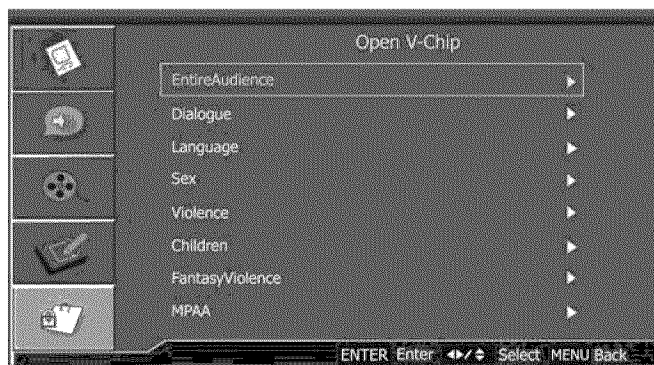 Open V-Chip
EntireAudience
Dialogue
Language
Sex
Violence
Children
FantasyViolence
MPAA
ENTER Enter Select MENU Back